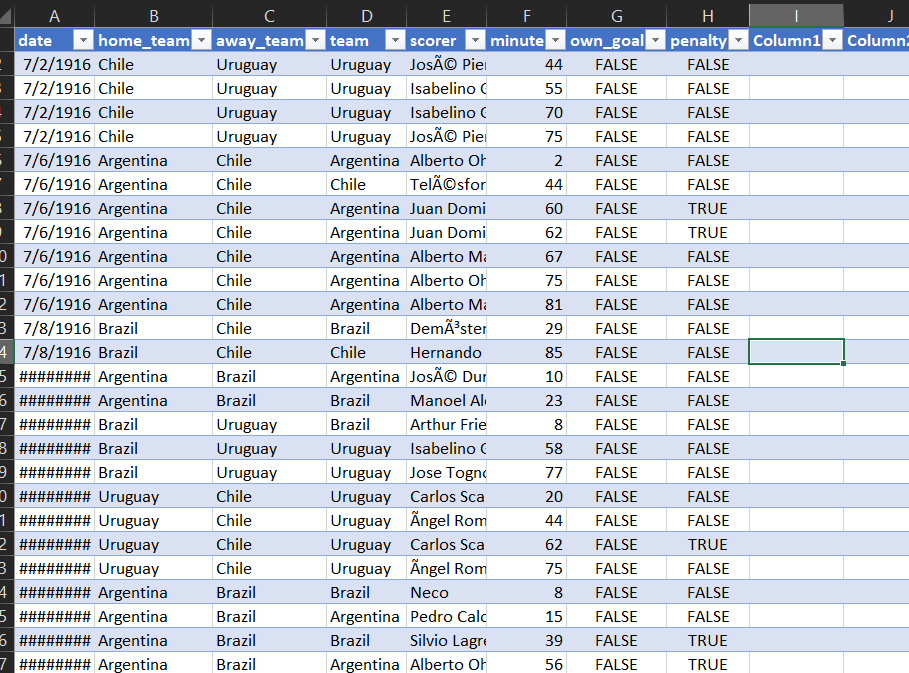 A B C D E F G H I J
date home_team away_team team scorer minute own_goal penalty Column1 Column2
2 7/2/1916 Chile Uruguay Uruguay JosÃ© Pie 44 FALSE FALSE
3 7/2/1916 Chile Uruguay Uruguay Isabelino G 55 FALSE FALSE
4 7/2/1916 Chile Uruguay Uruguay Isabelino G 70 FALSE FALSE
5 7/2/1916 Chile Uruguay Uruguay JosÃ© Pie 75 FALSE FALSE
6 7/6/1916 Argentina Chile Argentina Alberto Oh 2 FALSE FALSE
7/6/1916 Argentina Chile Chile TelÃ©sfor 44 FALSE FALSE
8 7/6/1916 Argentina Chile Argentina Juan Domi 60 FALSE TRUE
9 7/6/1916 Argentina Chile Argentina Juan Domi 62 FALSE TRUE
0 7/6/1916 Argentina Chile Argentina Alberto Ma 67 FALSE FALSE
1 7/6/1916 Argentina Chile Argentina Alberto Oh 75 FALSE FALSE
2 7/6/1916 Argentina Chile Argentina Alberto Ma 81 FALSE FALSE
3 7/8/1916 Brazil Chile Brazil DemÃ³ster 29 FALSE FALSE
4 7/8/1916 Brazil Chile Chile Hernando 85 FALSE FALSE
5 ######## Argentina Brazil Argentina JosÃ© Dur 10 FALSE FALSE
6 ######## Argentina Brazil Brazil Manoel Al 23 FALSE FALSE
7 ######## Brazil Uruguay Brazil Arthur Frie 8 FALSE FALSE
8 ######## Brazil Uruguay Uruguay Isabelino G 58 FALSE FALSE
9 ######## Brazil Uruguay Uruguay Jose Togno 77 FALSE FALSE
0 ######## Uruguay Chile Uruguay Carlos Sca 20 FALSE FALSE
1 ######## Uruguay Chile Uruguay Ãngel Rom 44 FALSE FALSE
2 ######## Uruguay Chile Uruguay Carlos Sca 62 FALSE TRUE
3 ######## Uruguay Chile Uruguay Ãngel Rom 75 FALSE FALSE
4 ######## Argentina Brazil Brazil Neco 8 FALSE FALSE
5 ######## Argentina Brazil Argentina Pedro Calo 15 FALSE FALSE
6 ######## Argentina Brazil Brazil Silvio Lagre 39 FALSE TRUE
7 ######## Argentina Brazil Argentina Alberto Oh 56 FALSE TRUE